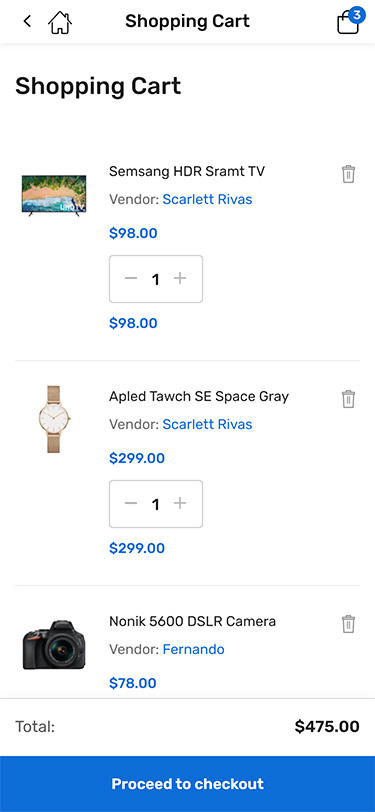 Shopping Cart
3
Shopping Cart
Semsang HDR Sramt TV
Vendor: Scarlett Rivas
$98.00
1
$98.00
Apled Tawch SE Space Gray
Vendor: Scarlett Rivas
$299.00
1
$299.00
Nonik 5600 DSLR Camera
Vendor: Fernando
$78.00
Total: $475.00
Proceed to checkout